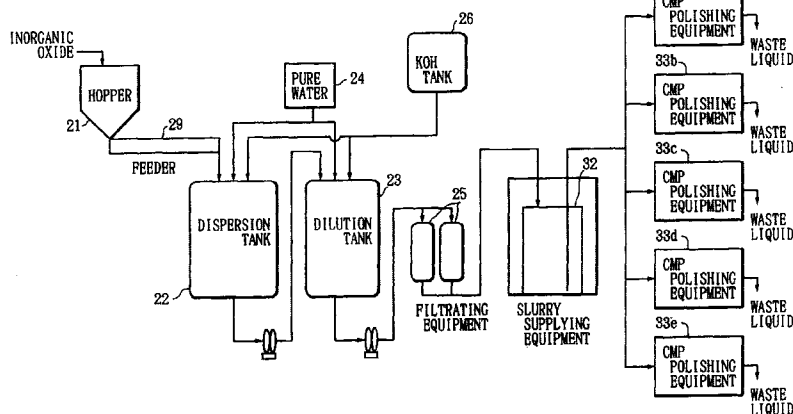 INORGANIC
OXIDE
HOPPER
21
29
FEEDER
PURE
WATER
24
26
KOH
TANK
DISPERSION
TANK
22
DILUTION
TANK
23
25
FILTRATING
EQUIPMENT
32
SLURRY
SUPPLYING
EQUIPMENT
CMP
POLISHING
EQUIPMENT
WASTE
LIQUID
33b
CMP
POLISHING
EQUIPMENT
WASTE
LIQUID
33c
CMP
POLISHING
EQUIPMENT
WASTE
LIQUID
33d
CMP
POLISHING
EQUIPMENT
WASTE
LIQUID
33e
CMP
POLISHING
EQUIPMENT
WASTE
LIQUID